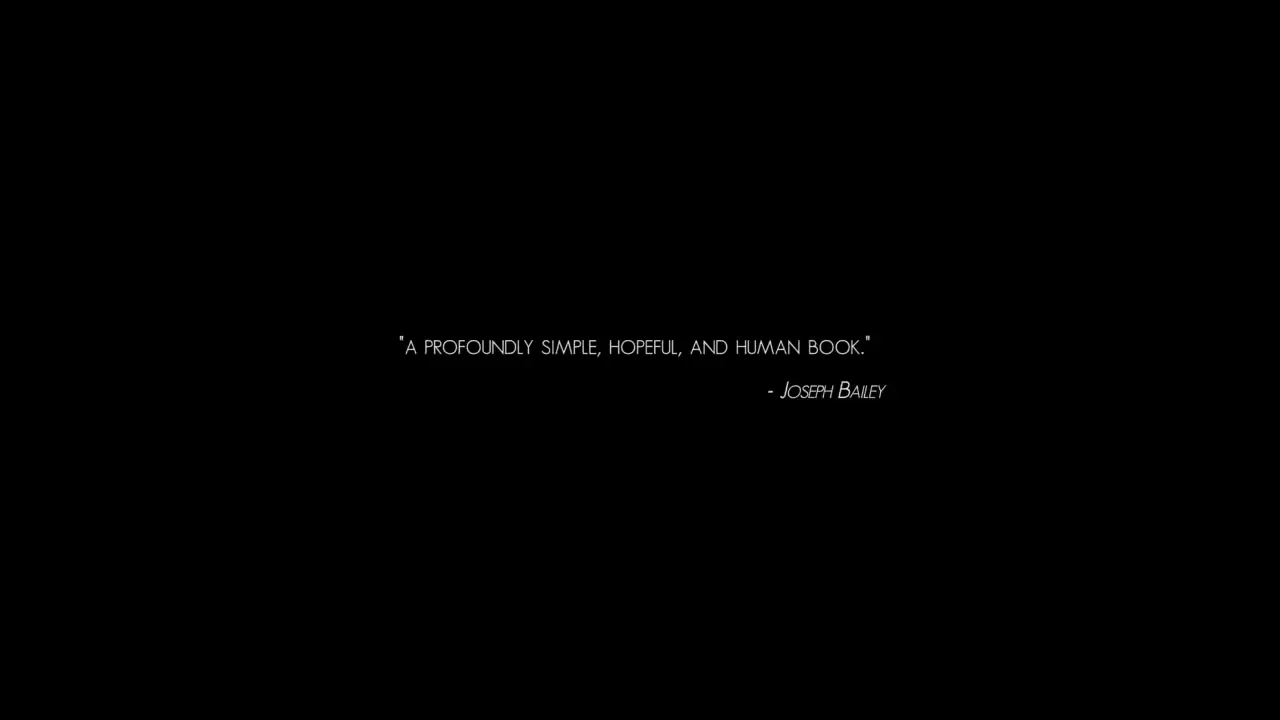 "A PROFOUNDLY SIMPLE, HOPEFUL, AND HUMAN BOOK."
- JOSEPH BAILEY